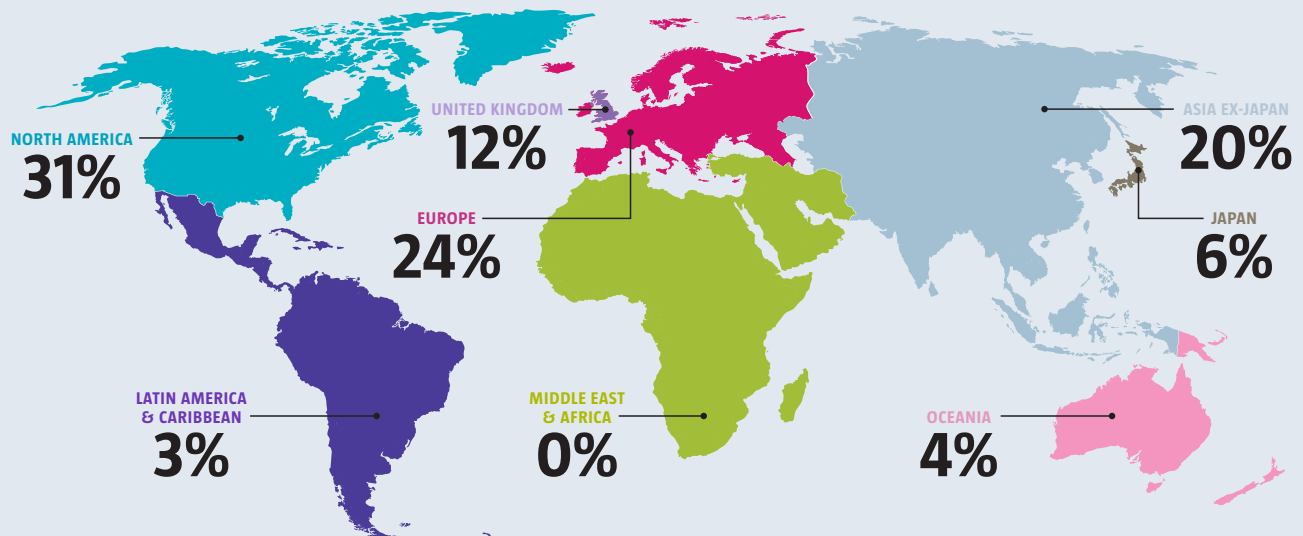 NORTH AMERICA
31%
UNITED KINGDOM
12%
EUROPE
24%
ASIA EX-JAPAN
20%
JAPAN
6%
LATIN AMERICA
& CARIBBEAN
3%
MIDDLE EAST
& AFRICA
0%
OCEANIA
4%